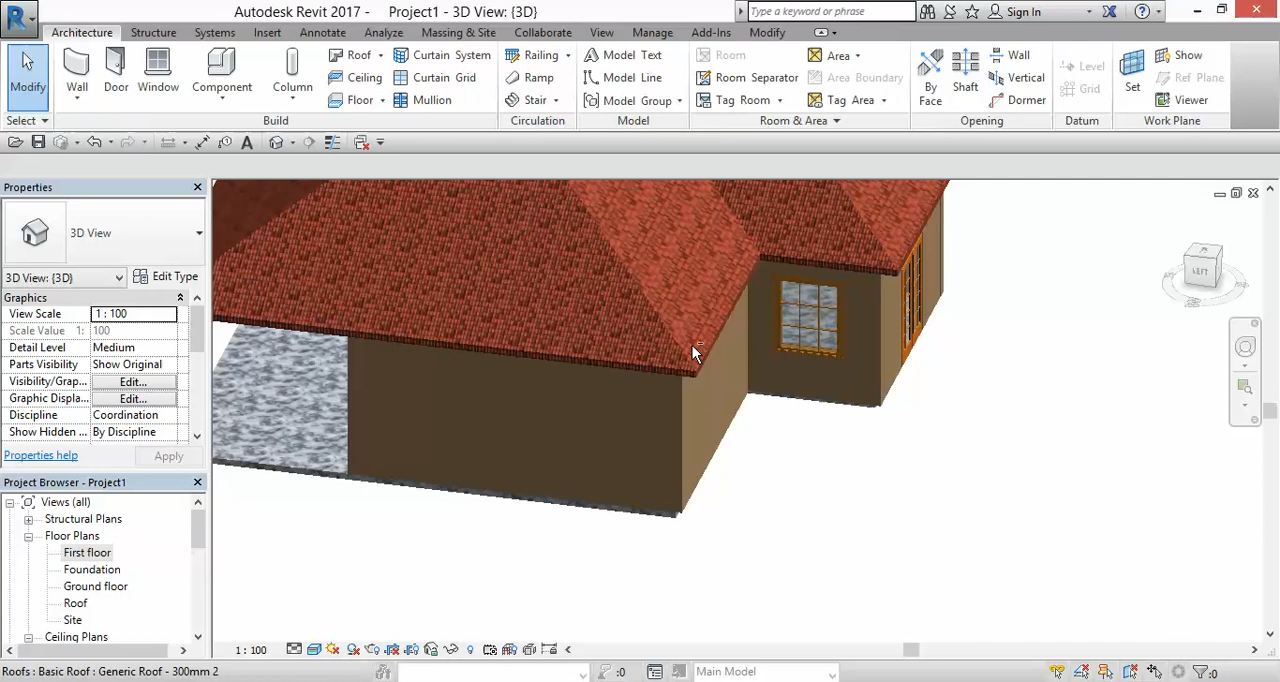 Autodesk Revit 2017 - Project1 - 3D View: {3D}
Type a keyword or phrase
Sign In
Architecture Structure Systems Insert Annotate Analyze Massing & Site Collaborate View Manage Add-Ins Modify
Modify Wall Door Window Component Column
Roof Curtain System Railing Model Text Room Area Wall Show
Ceiling Curtain Grid Ramp Model Line Room Separator Area Boundary Vertical Level Ref Plane
Floor Mullion Stair Model Group Tag Room Tag Area Dormer Grid Viewer
By Face Shaft Set
Select Build Circulation Model Room & Area Opening Datum Work Plane
Properties
3D View
3D View: {3D} Edit Type
Graphics
View Scale 1 : 100
Scale Value 1: 100
Detail Level Medium
Parts Visibility Show Original
Visibility/Grap... Edit...
Graphic Displa... Edit...
Discipline Coordination
Show Hidden ... By Discipline
Properties help Apply
Project Browser - Project1
Views (all)
Structural Plans
Floor Plans
First floor
Foundation
Ground floor
Roof
Site
Ceiling Plans
LEFT
1 : 100
Roofs : Basic Roof : Generic Roof - 300mm 2
:0
Main Model
:0